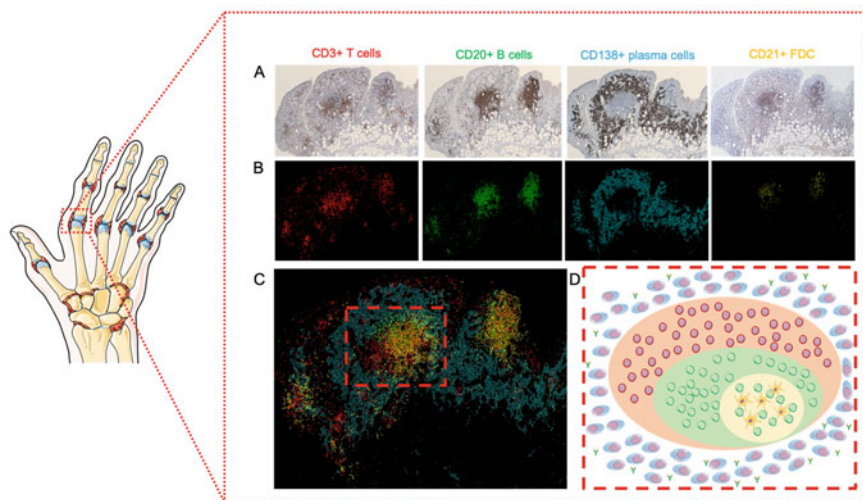 CD3+ T cells CD20+ B cells CD138+ plasma cells CD21+ FDC
A
B
C D